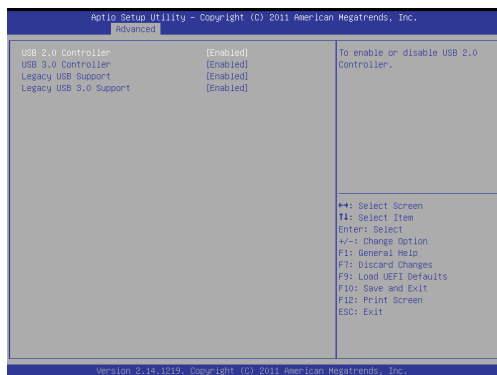 Aptio Setup Utility – Copyright (C) 2011 American Megatrends, Inc.
Advanced
USB 2.0 Controller [Enabled]
USB 3.0 Controller [Enabled]
Legacy USB Support [Enabled]
Legacy USB 3.0 Support [Enabled]
To enable or disable USB 2.0
Controller.
↔: Select Screen
↑↓: Select Item
Enter: Select
+/-: Change Option
F1: General Help
F7: Discard Changes
F9: Load UEFI Defaults
F10: Save and Exit
F12: Print Screen
ESC: Exit
Version 2.14.1219. Copyright (C) 2011 American Megatrends, Inc.